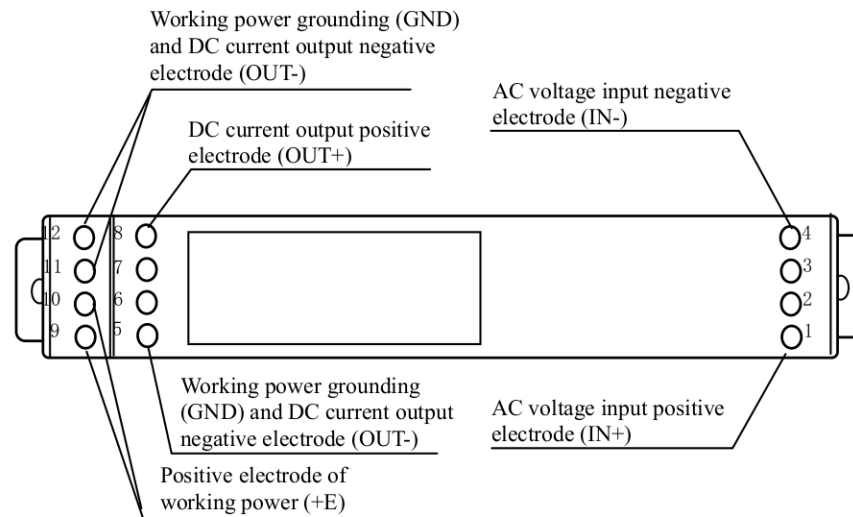 Working power grounding (GND)
and DC current output negative
electrode (OUT-)
AC voltage input negative
electrode (IN-)
DC current output positive
electrode (OUT+)
12 8 4
11 7 3
10 6 2
9 5 1
Working power grounding
(GND) and DC current output
negative electrode (OUT-)
AC voltage input positive
electrode (IN+)
Positive electrode of
working power (+E)